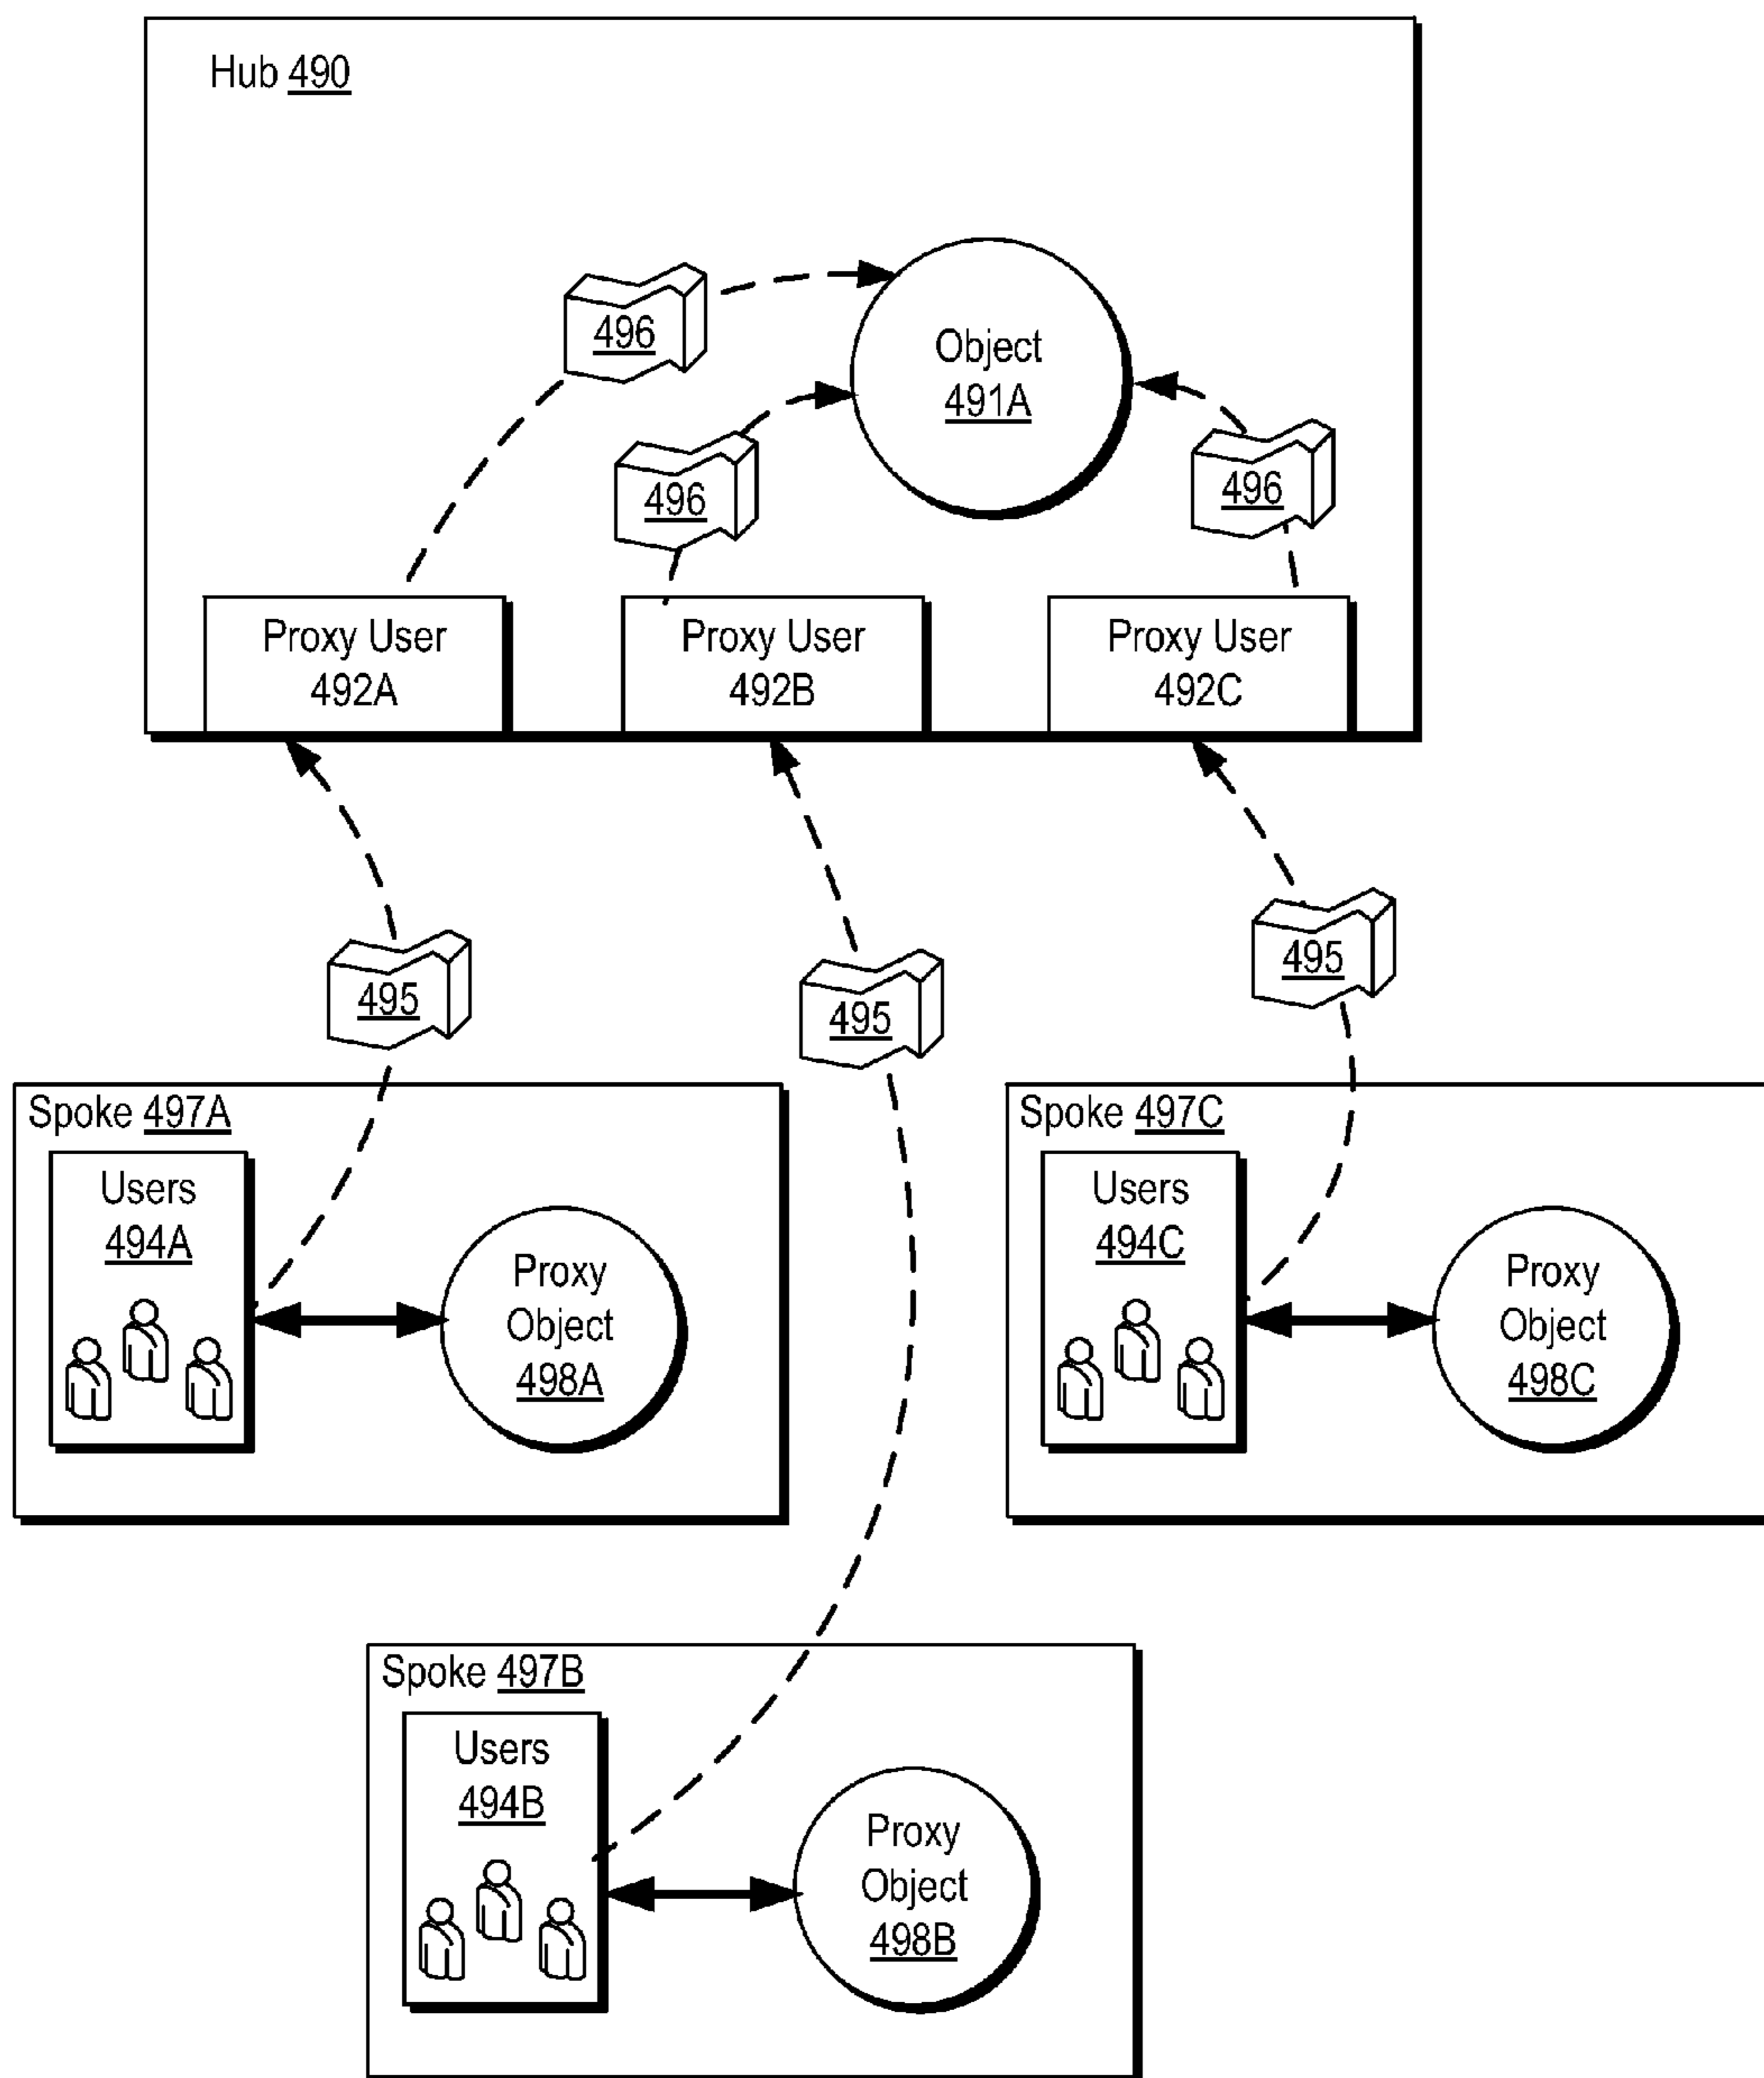 Hub 490
496
Object
491A
496
496
Proxy User
492A
Proxy User
492B
Proxy User
492C
495
495
495
Spoke 497A
Users
494A
Proxy
Object
498A
Spoke 497C
Users
494C
Proxy
Object
498C
Spoke 497B
Users
494B
Proxy
Object
498B